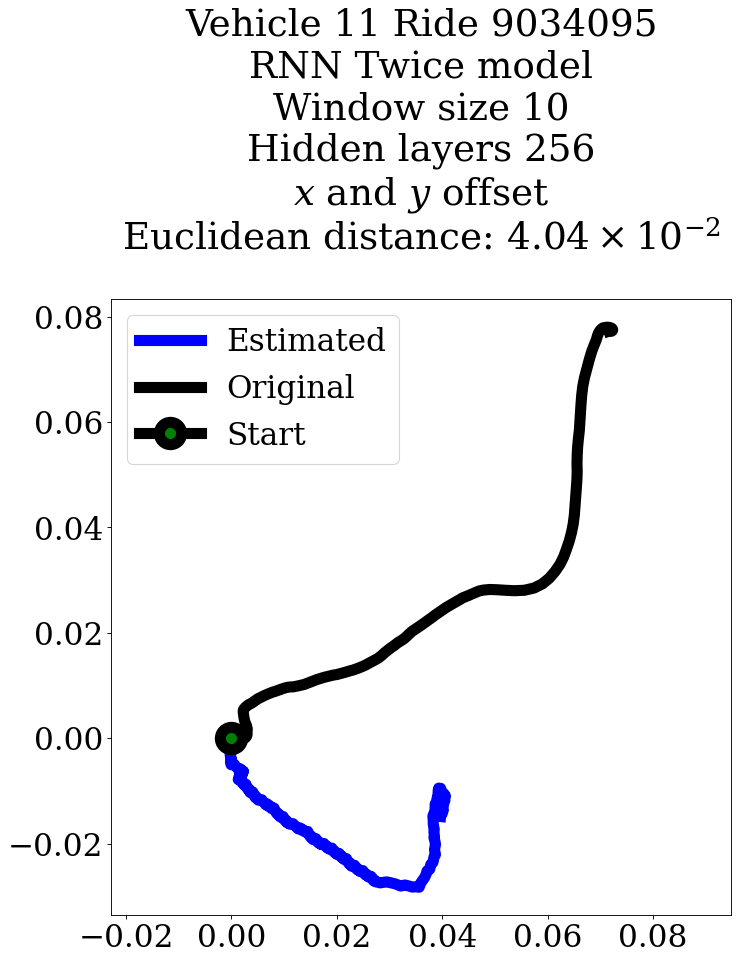 Vehicle 11 Ride 9034095
RNN Twice model
Window size 10
Hidden layers 256
x and y offset
Euclidean distance: 4.04 × 10⁻²
Estimated
Original
Start
0.08
0.06
0.04
0.02
0.00
−0.02
−0.02 0.00 0.02 0.04 0.06 0.08